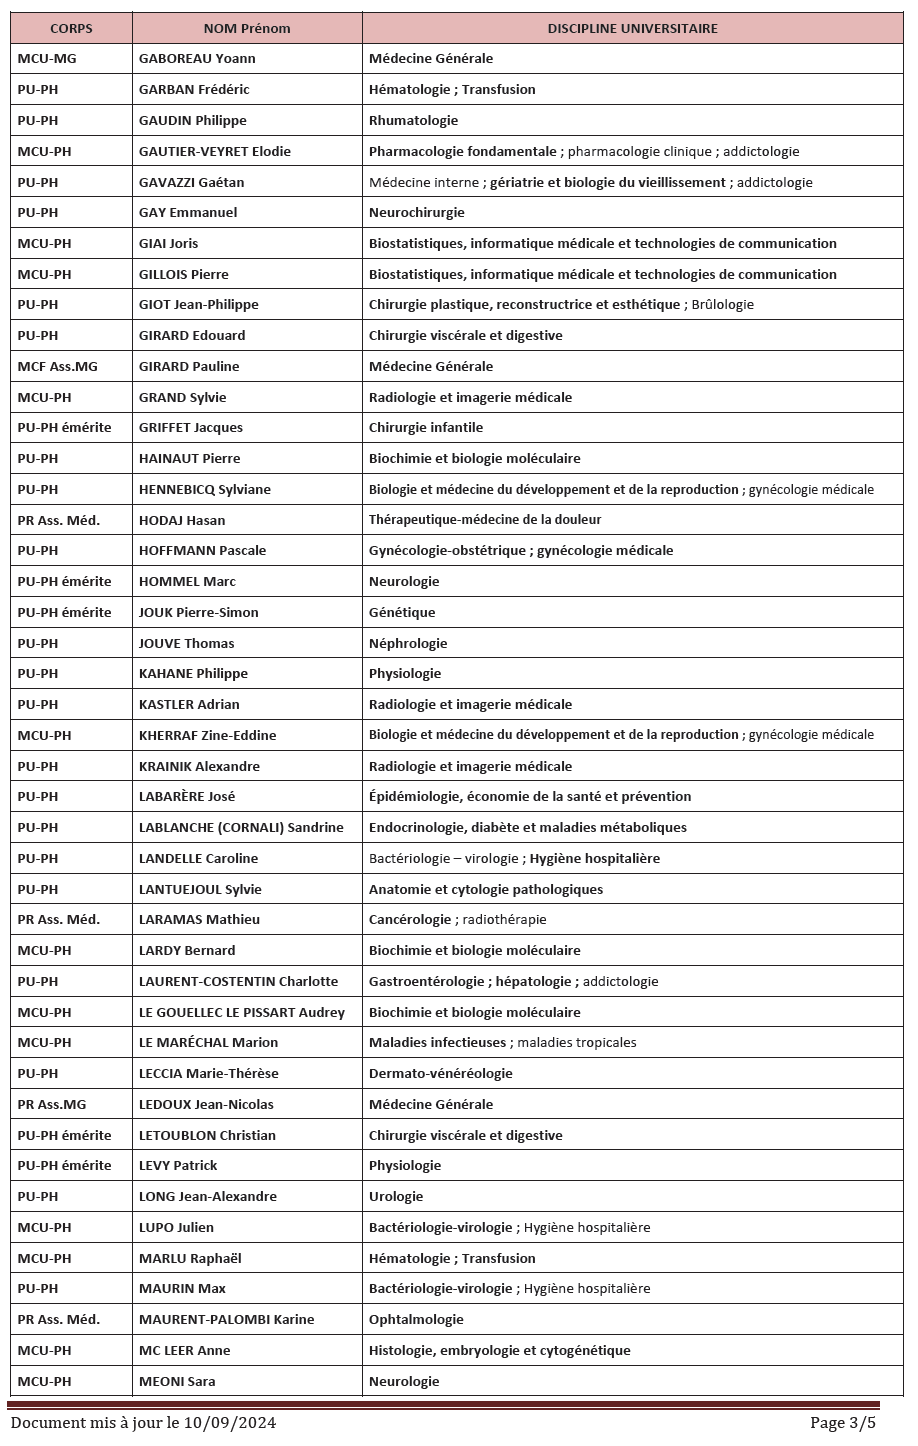 CORPS NOM Prénom DISCIPLINE UNIVERSITAIRE
MCU-MG GABOREAU Yoann Médecine Générale
PU-PH GARBAN Frédéric Hématologie ; Transfusion
PU-PH GAUDIN Philippe Rhumatologie
MCU-PH GAUTIER-VEYRET Elodie Pharmacologie fondamentale ; pharmacologie clinique ; addictologie
PU-PH GAVAZZI Gaétan Médecine interne ; gériatrie et biologie du vieillissement ; addictologie
PU-PH GAY Emmanuel Neurochirurgie
MCU-PH GIAI Joris Biostatistiques, informatique médicale et technologies de communication
MCU-PH GILLOIS Pierre Biostatistiques, informatique médicale et technologies de communication
PU-PH GIOT Jean-Philippe Chirurgie plastique, reconstructrice et esthétique ; Brûlologie
PU-PH GIRARD Edouard Chirurgie viscérale et digestive
MCF Ass.MG GIRARD Pauline Médecine Générale
MCU-PH GRAND Sylvie Radiologie et imagerie médicale
PU-PH émérite GRIFFET Jacques Chirurgie infantile
PU-PH HAINAUT Pierre Biochimie et biologie moléculaire
PU-PH HENNEBICQ Sylviane Biologie et médecine du développement et de la reproduction ; gynécologie médicale
PR Ass. Méd. HODAJ Hasan Thérapeutique-médecine de la douleur
PU-PH HOFFMANN Pascale Gynécologie-obstétrique ; gynécologie médicale
PU-PH émérite HOMMEL Marc Neurologie
PU-PH émérite JOUK Pierre-Simon Génétique
PU-PH JOUVE Thomas Néphrologie
PU-PH KAHANE Philippe Physiologie
PU-PH KASTLER Adrian Radiologie et imagerie médicale
MCU-PH KHERRAF Zine-Eddine Biologie et médecine du développement et de la reproduction ; gynécologie médicale
PU-PH KRAINIK Alexandre Radiologie et imagerie médicale
PU-PH LABARÈRE José Épidémiologie, économie de la santé et prévention
PU-PH LABLANCHE (CORNALI) Sandrine Endocrinologie, diabète et maladies métaboliques
PU-PH LANDELLE Caroline Bactériologie – virologie ; Hygiène hospitalière
PU-PH LANTUEJOUL Sylvie Anatomie et cytologie pathologiques
PR Ass. Méd. LARAMAS Mathieu Cancérologie ; radiothérapie
MCU-PH LARDY Bernard Biochimie et biologie moléculaire
PU-PH LAURENT-COSTENTIN Charlotte Gastroentérologie ; hépatologie ; addictologie
MCU-PH LE GOUELLEC LE PISSART Audrey Biochimie et biologie moléculaire
MCU-PH LE MARÉCHAL Marion Maladies infectieuses ; maladies tropicales
PU-PH LECCIA Marie-Thérèse Dermato-vénéréologie
PR Ass.MG LEDOUX Jean-Nicolas Médecine Générale
PU-PH émérite LETOUBLON Christian Chirurgie viscérale et digestive
PU-PH émérite LEVY Patrick Physiologie
PU-PH LONG Jean-Alexandre Urologie
MCU-PH LUPO Julien Bactériologie-virologie ; Hygiène hospitalière
MCU-PH MARLU Raphaël Hématologie ; Transfusion
PU-PH MAURIN Max Bactériologie-virologie ; Hygiène hospitalière
PR Ass. Méd. MAURENT-PALOMBI Karine Ophtalmologie
MCU-PH MC LEER Anne Histologie, embryologie et cytogénétique
MCU-PH MEONI Sara Neurologie
Document mis à jour le 10/09/2024 Page 3/5